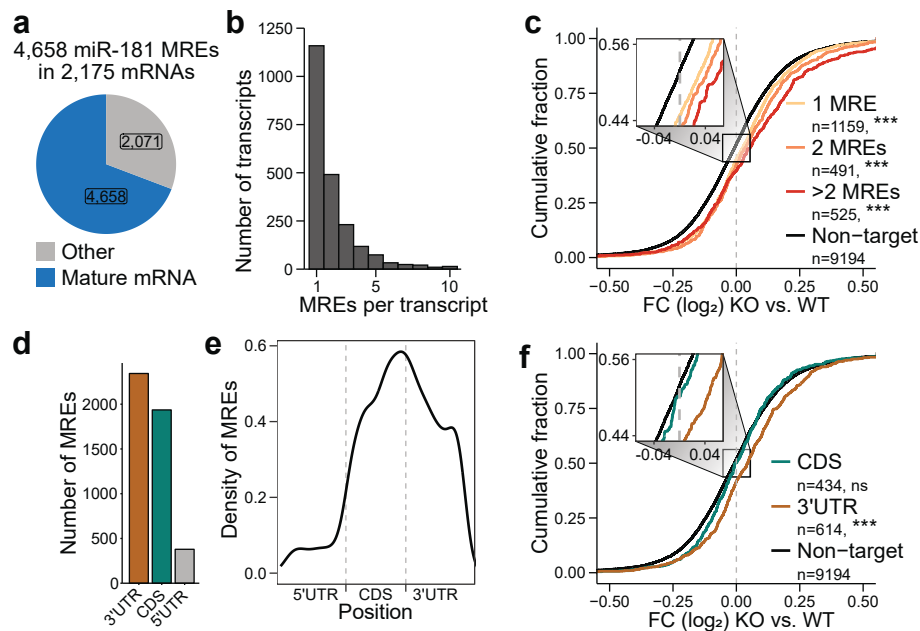 a
4,658 miR-181 MREs
in 2,175 mRNAs
2,071
4,658
Other
Mature mRNA
b
Number of transcripts
1250
1000
750
500
250
0
1
5
10
MREs per transcript
c
Cumulative fraction
1.00
0.75
0.50
0.25
0.00
0.56
0.44
-0.04
0.04
1 MRE
n=1159, ***
2 MREs
n=491, ***
>2 MREs
n=525, ***
Non−target
n=9194
−0.50
−0.25
0.00
0.25
0.50
FC (log₂) KO vs. WT
d
Number of MREs
2000
1500
1000
500
0
3'UTR
CDS
5'UTR
e
Density of MREs
0.6
0.4
0.2
0.0
5'UTR
CDS
3'UTR
Position
f
Cumulative fraction
1.00
0.75
0.50
0.25
0.00
0.56
0.44
-0.04
0.04
CDS
n=434, ns
3'UTR
n=614, ***
Non−target
n=9194
−0.50
−0.25
0.00
0.25
0.50
FC (log₂) KO vs. WT